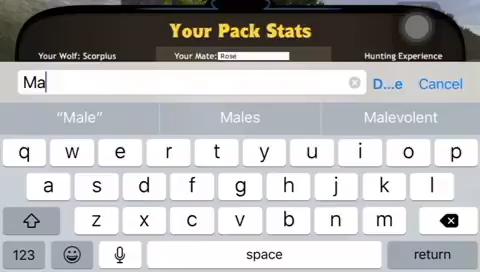 Your Pack Stats
Your Wolf: Scorpius
Your Mate: Rose
Hunting Experience
Ma
D...e
Cancel
“Male”
Males
Malevolent
q w e r t y u i o p
a s d f g h j k l
z x c v b n m
123
space
return